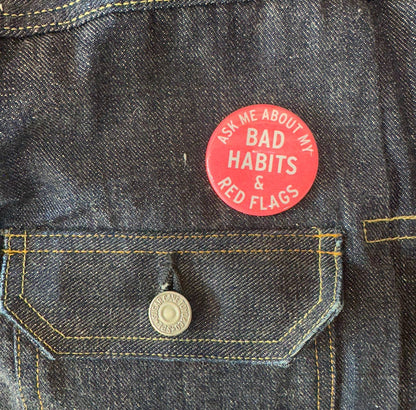 ASK ME ABOUT MY
BAD
HABITS
&
RED FLAGS